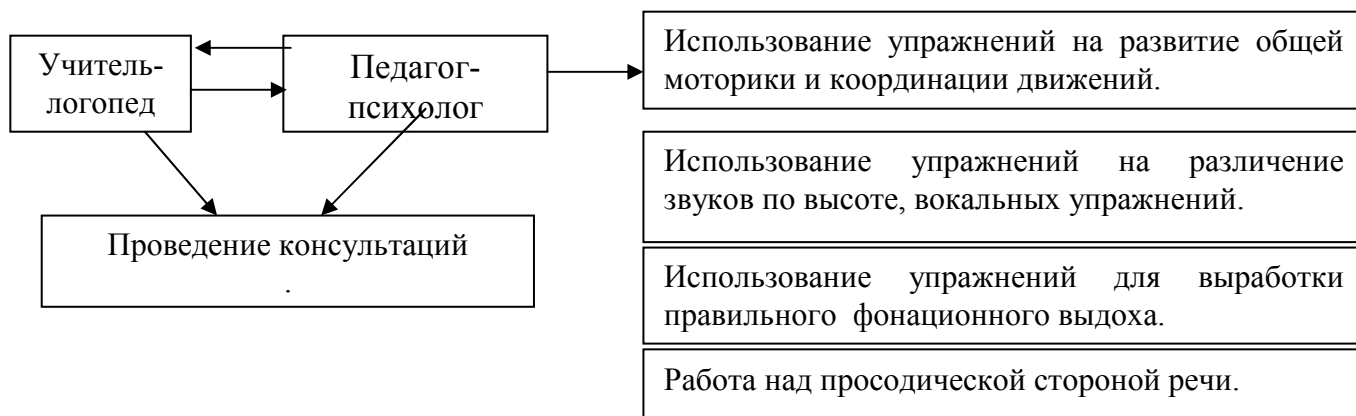 Учитель-
логопед
Педагог-
психолог
Проведение консультаций
.
Использование упражнений на развитие общей
моторики и координации движений.
Использование упражнений на различение
звуков по высоте, вокальных упражнений.
Использование упражнений для выработки
правильного фонационного выдоха.
Работа над просодической стороной речи.